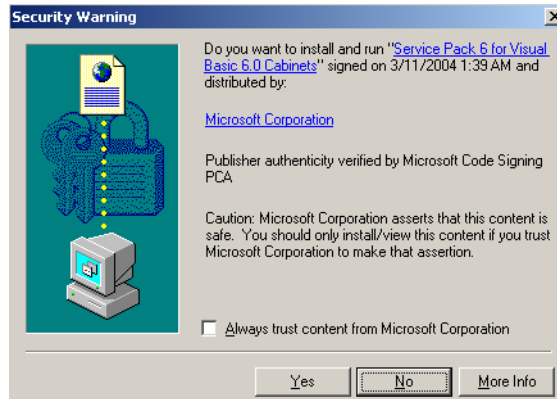 Security Warning
Do you want to install and run "Service Pack 6 for Visual
Basic 6.0 Cabinets" signed on 3/11/2004 1:39 AM and
distributed by:
Microsoft Corporation
Publisher authenticity verified by Microsoft Code Signing
PCA
Caution: Microsoft Corporation asserts that this content is
safe. You should only install/view this content if you trust
Microsoft Corporation to make that assertion.
Always trust content from Microsoft Corporation
Yes No More Info